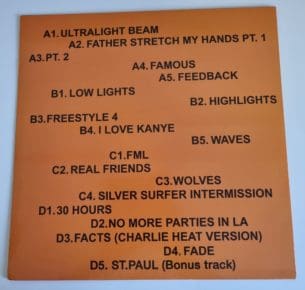 A1.ULTRALIGHT BEAM
A2. FATHER STRETCH MY HANDS PT. 1
A3.PT. 2
A4. FAMOUS
A5. FEEDBACK
B1. LOW LIGHTS
B2. HIGHLIGHTS
B3.FREESTYLE 4
B4. I LOVE KANYE
B5. WAVES
C1.FML
C2. REAL FRIENDS
C3.WOLVES
C4. SILVER SURFER INTERMISSION
D1.30 HOURS
D2.NO MORE PARTIES IN LA
D3.FACTS (CHARLIE HEAT VERSION)
D4. FADE
D5. ST.PAUL (Bonus track)